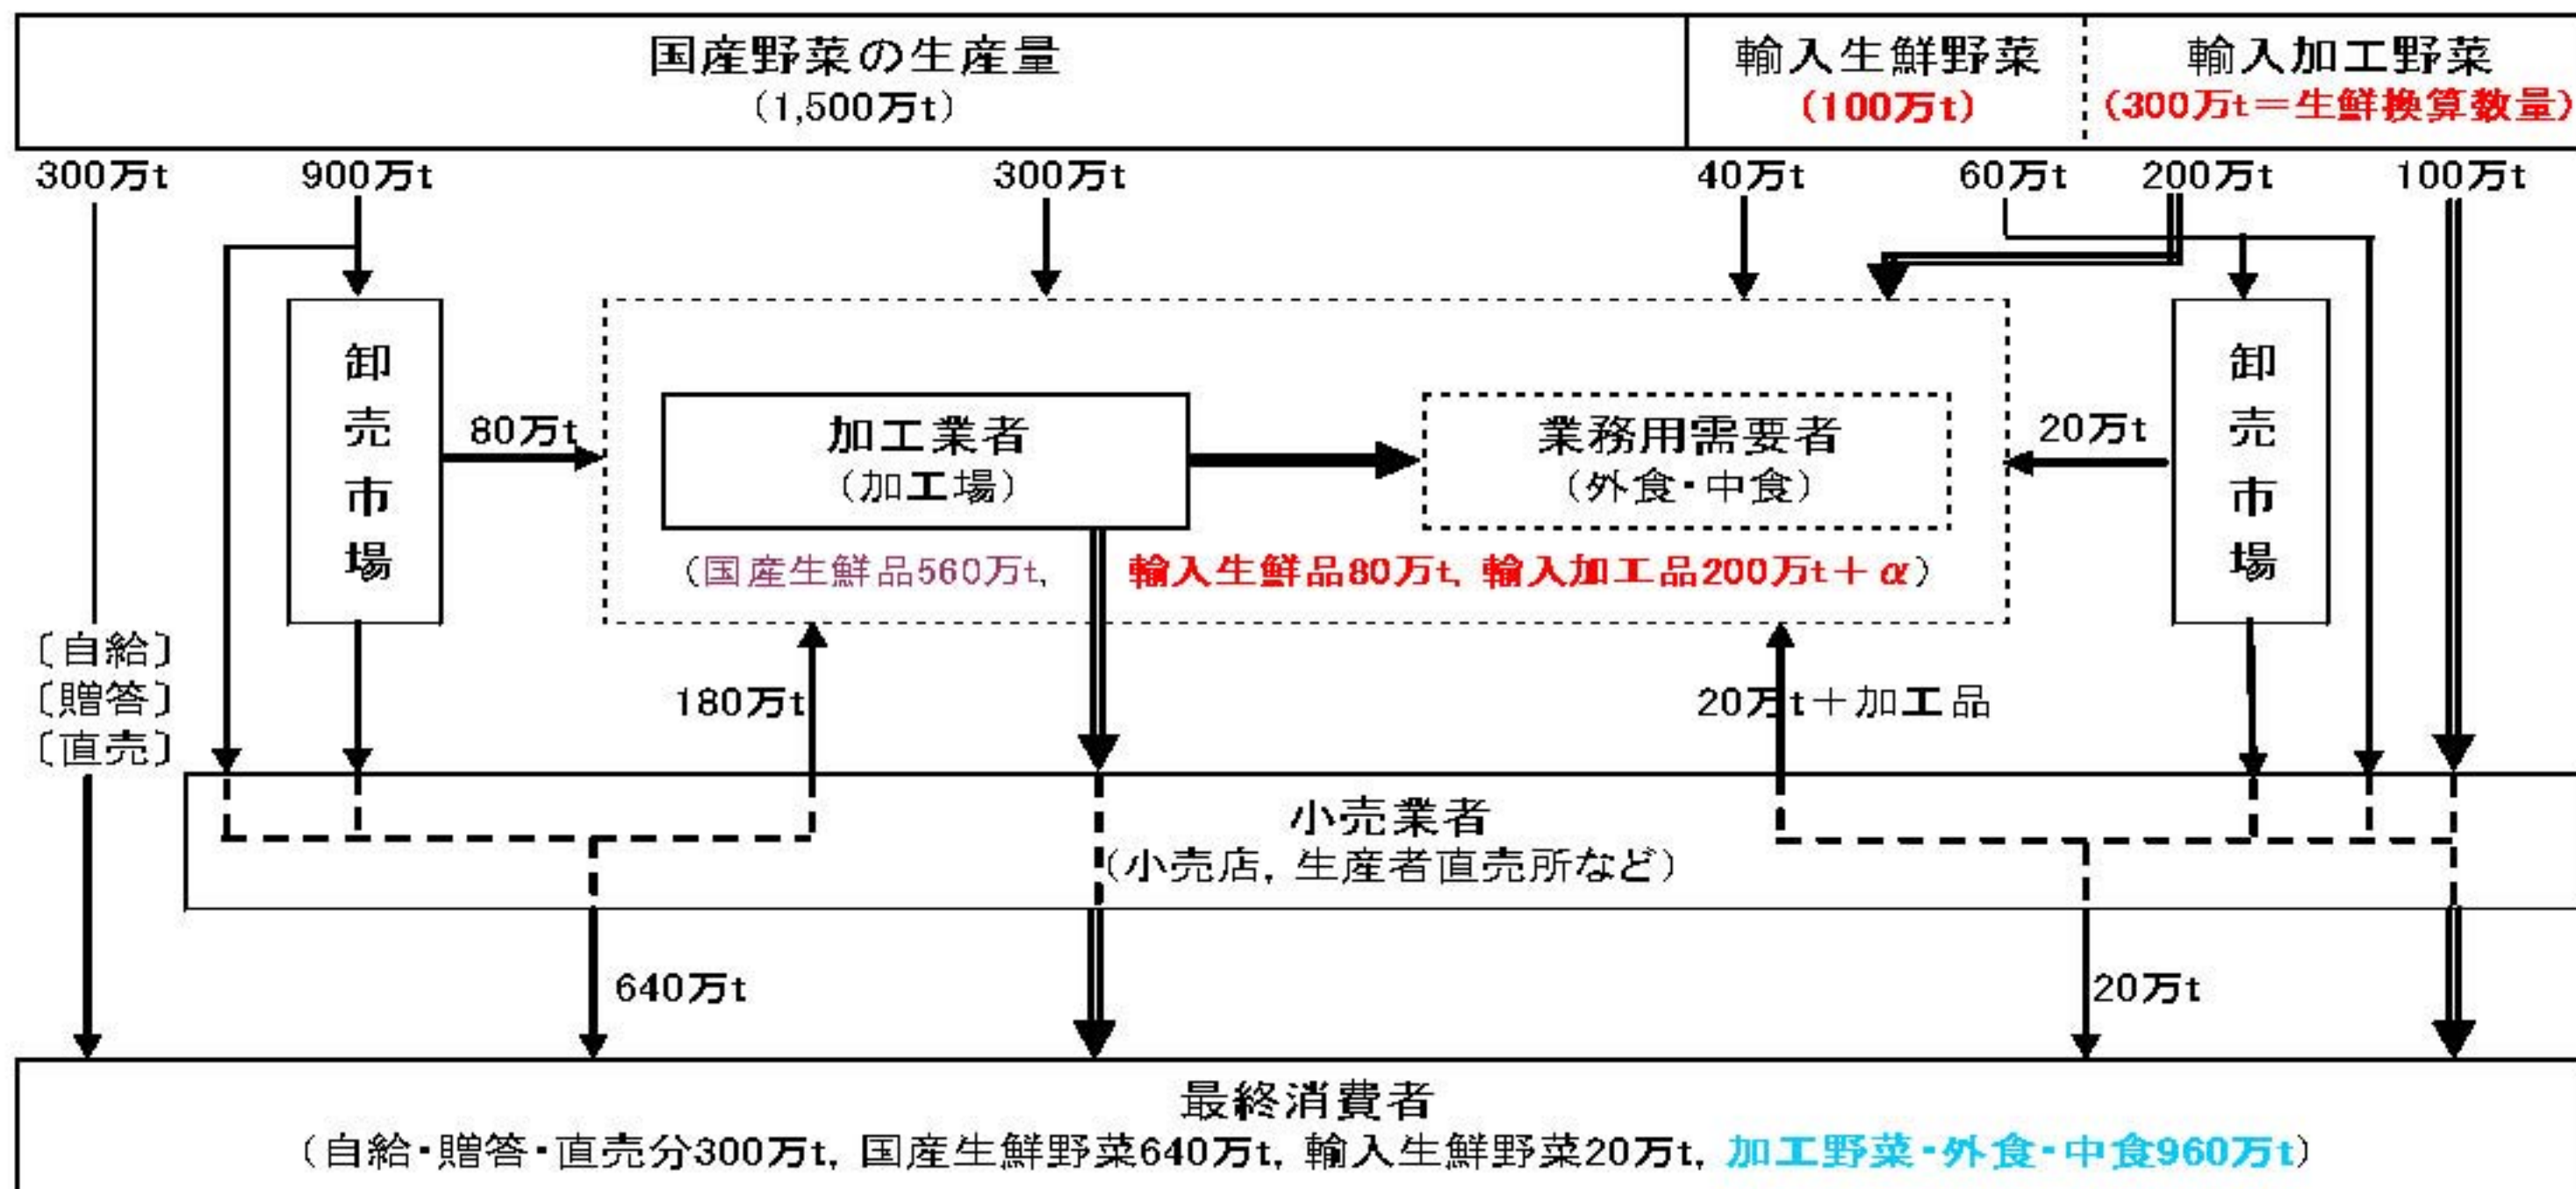 国産野菜の生産量
(1,500万t)
輸入生鮮野菜
(100万t)
輸入加工野菜
(300万t=生鮮換算数量)
300万t
900万t
300万t
40万t
60万t
200万t
100万t
卸売市場
80万t
加工業者
(加工場)
業務用需要者
(外食・中食)
20万t
卸売市場
(国産生鮮品560万t, 輸入生鮮品80万t, 輸入加工品200万t+α)
〔自給〕
〔贈答〕
〔直売〕
180万t
20万t+加工品
小売業者
(小売店, 生産者直売所など)
640万t
20万t
最終消費者
(自給・贈答・直売分300万t, 国産生鮮野菜640万t, 輸入生鮮野菜20万t, 加工野菜・外食・中食960万t)